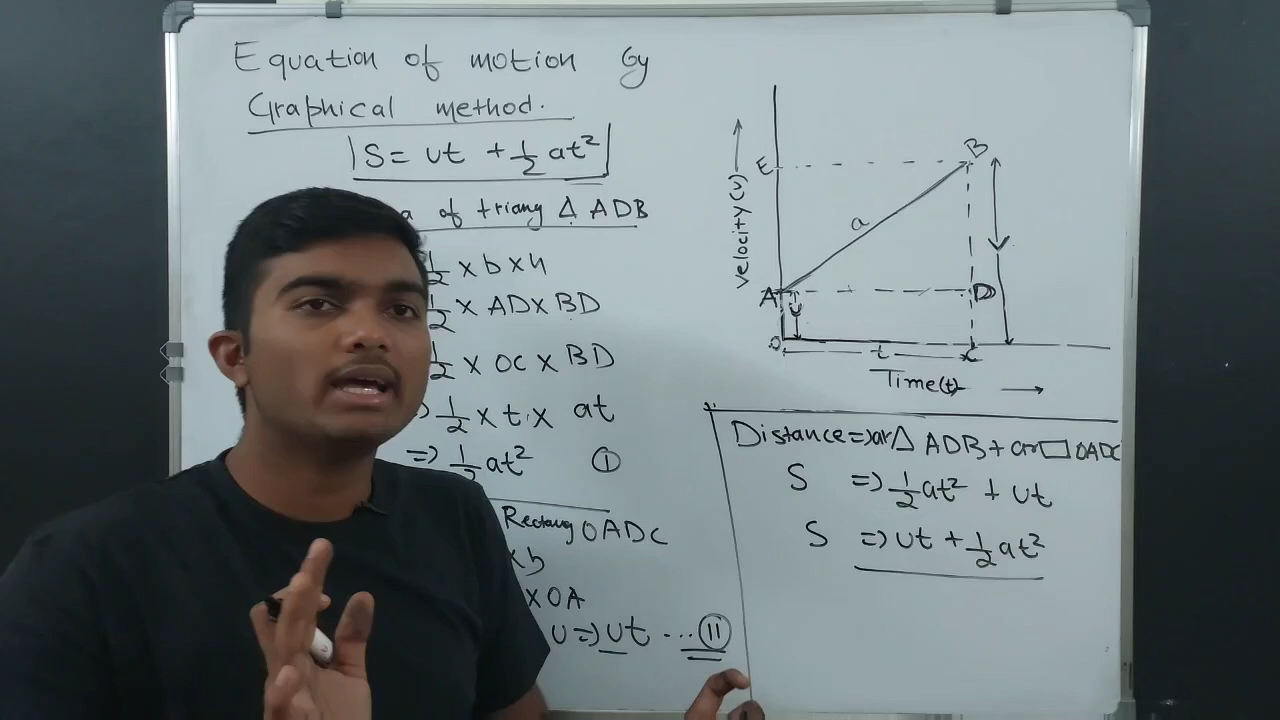 Equation of motion by
Graphical method.
S = ut + 1/2 at²
a of triang Δ ADB
1/2 × b × h
1/2 × AD × BD
1/2 × OC × BD
⇒ 1/2 × t × at
⇒ 1/2 at² ①
Rectang OADC
× b
× OA
U ⇒ Ut ... ⑪
velocity (v)
E
B
a
A
D
u
O
t
C
Time(t)
Distance ⇒ ar Δ ADB + ar □ OADC
S ⇒ 1/2 at² + ut
S ⇒ ut + 1/2 at²